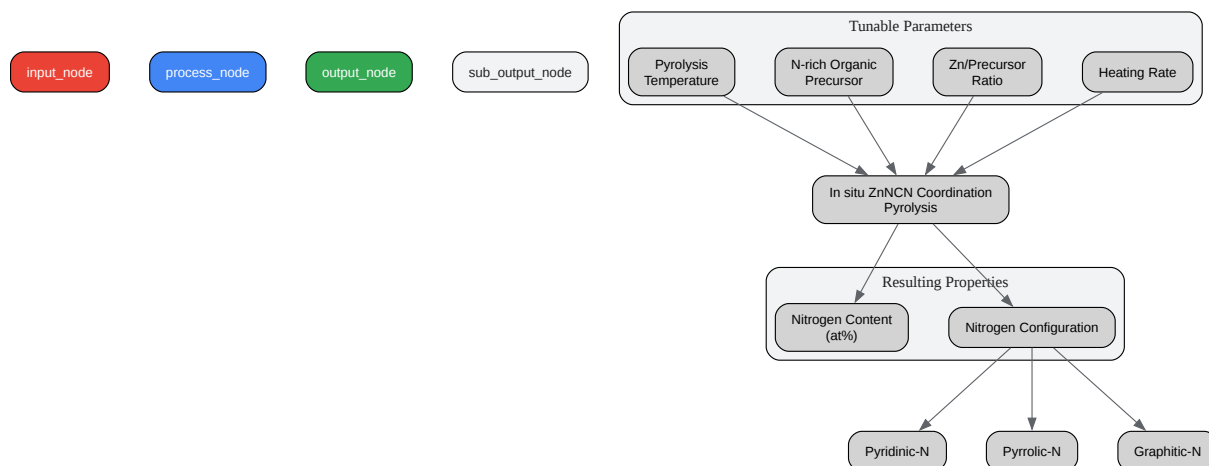 Tunable Parameters
input_node
process_node
output_node
sub_output_node
Pyrolysis
Temperature
N-rich Organic
Precursor
Zn/Precursor
Ratio
Heating Rate
In situ ZnNCN Coordination
Pyrolysis
Resulting Properties
Nitrogen Content
(at%)
Nitrogen Configuration
Pyridinic-N
Pyrrolic-N
Graphitic-N